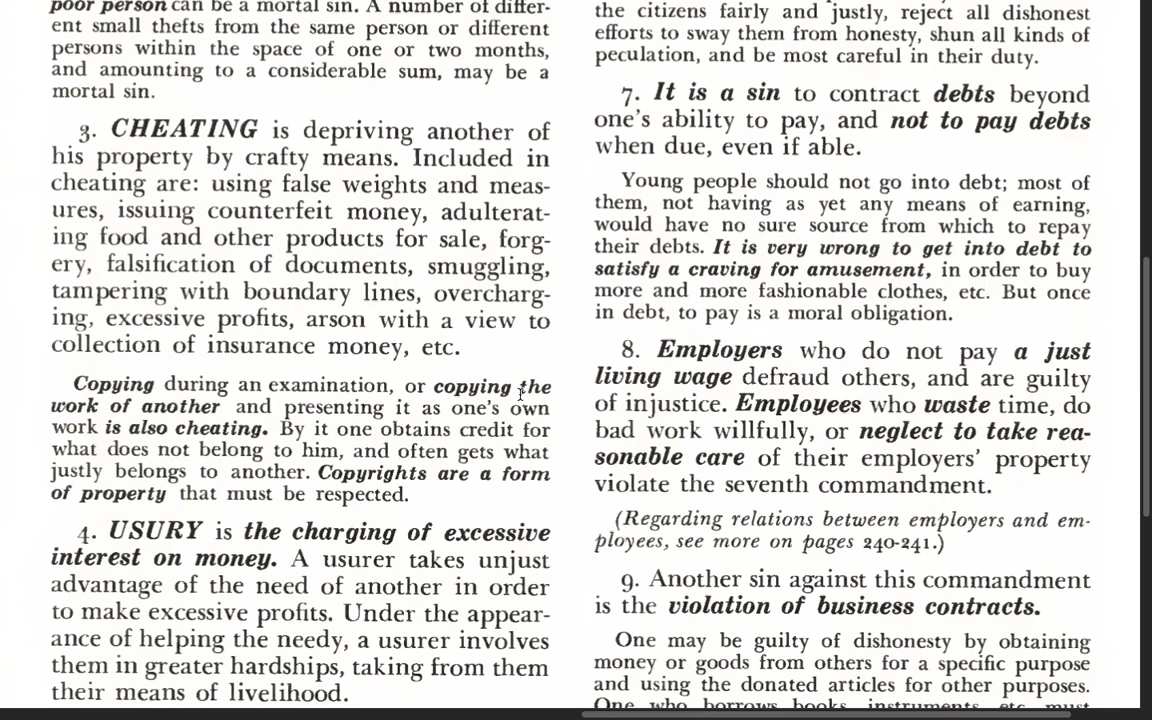 poor person can be a mortal sin. A number of differ-
ent small thefts from the same person or different
persons within the space of one or two months,
and amounting to a considerable sum, may be a
mortal sin.
3. CHEATING is depriving another of
his property by crafty means. Included in
cheating are: using false weights and meas-
ures, issuing counterfeit money, adulterat-
ing food and other products for sale, forg-
ery, falsification of documents, smuggling,
tampering with boundary lines, overcharg-
ing, excessive profits, arson with a view to
collection of insurance money, etc.
Copying during an examination, or copying the
work of another and presenting it as one's own
work is also cheating. By it one obtains credit for
what does not belong to him, and often gets what
justly belongs to another. Copyrights are a form
of property that must be respected.
4. USURY is the charging of excessive
interest on money. A usurer takes unjust
advantage of the need of another in order
to make excessive profits. Under the appear-
ance of helping the needy, a usurer involves
them in greater hardships, taking from them
their means of livelihood.
the citizens fairly and justly, reject all dishonest
efforts to sway them from honesty, shun all kinds of
peculation, and be most careful in their duty.
7. It is a sin to contract debts beyond
one's ability to pay, and not to pay debts
when due, even if able.
Young people should not go into debt; most of
them, not having as yet any means of earning,
would have no sure source from which to repay
their debts. It is very wrong to get into debt to
satisfy a craving for amusement, in order to buy
more and more fashionable clothes, etc. But once
in debt, to pay is a moral obligation.
8. Employers who do not pay a just
living wage defraud others, and are guilty
of injustice. Employees who waste time, do
bad work willfully, or neglect to take rea-
sonable care of their employers' property
violate the seventh commandment.
(Regarding relations between employers and em-
ployees, see more on pages 240-241.)
9. Another sin against this commandment
is the violation of business contracts.
One may be guilty of dishonesty by obtaining
money or goods from others for a specific purpose
and using the donated articles for other purposes.
One who borrows books, instruments, etc. must